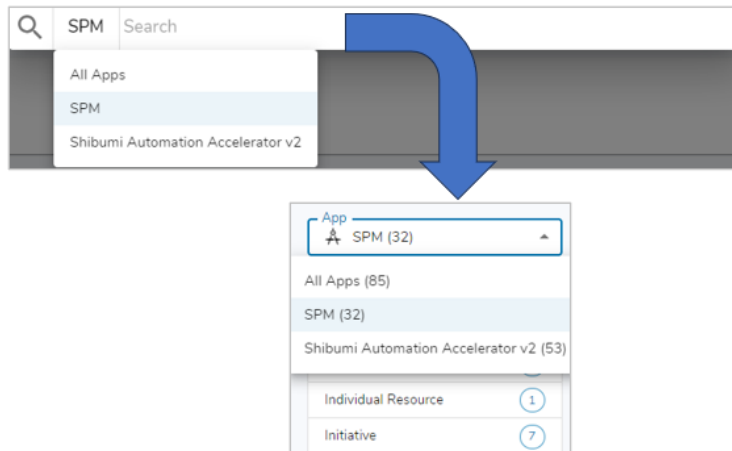 SPM Search
All Apps
SPM
Shibumi Automation Accelerator v2
App
SPM (32)
All Apps (85)
SPM (32)
Shibumi Automation Accelerator v2 (53)
Individual Resource 1
Initiative 7